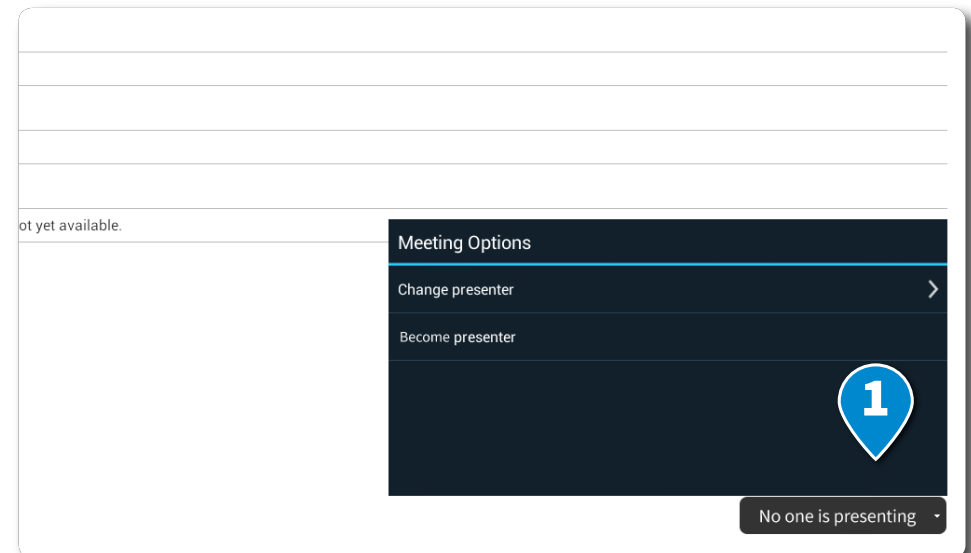 ot yet available.
Meeting Options
Change presenter
Become presenter
1
No one is presenting